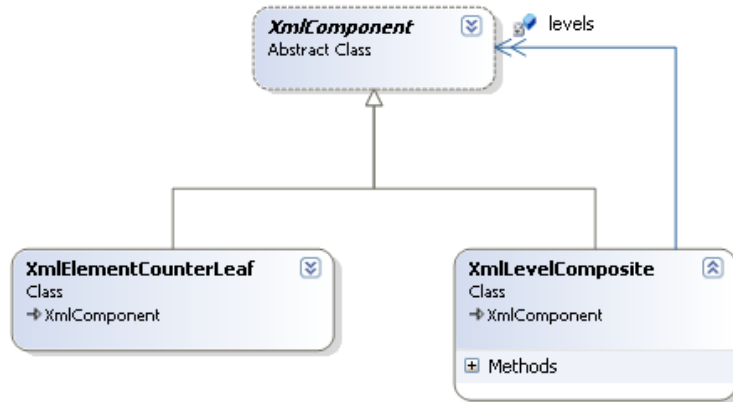 XmlComponent
Abstract Class
levels
XmlElementCounterLeaf
Class
XmlComponent
XmlLevelComposite
Class
XmlComponent
Methods